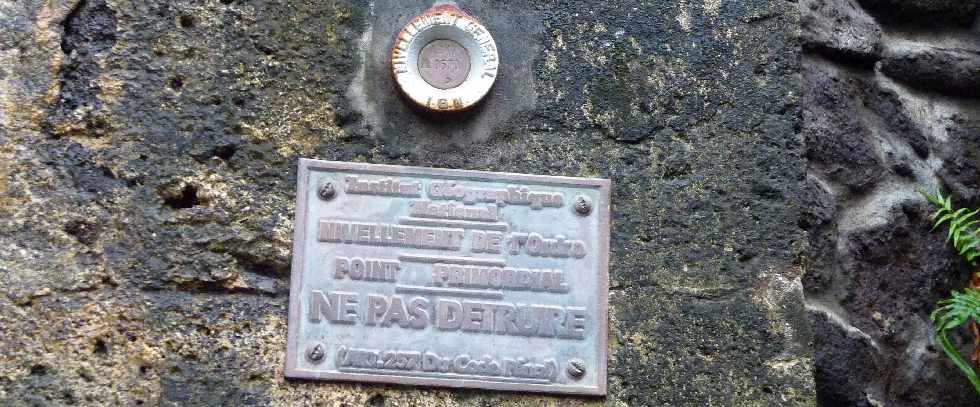 NIVELLEMENT GENERAL
I.G.N
Institut Géographique
National
NIVELLEMENT DE 1er Ordre
POINT PRIMORDIAL
NE PAS DETRUIRE
(Art.257 Du Code Pénal)